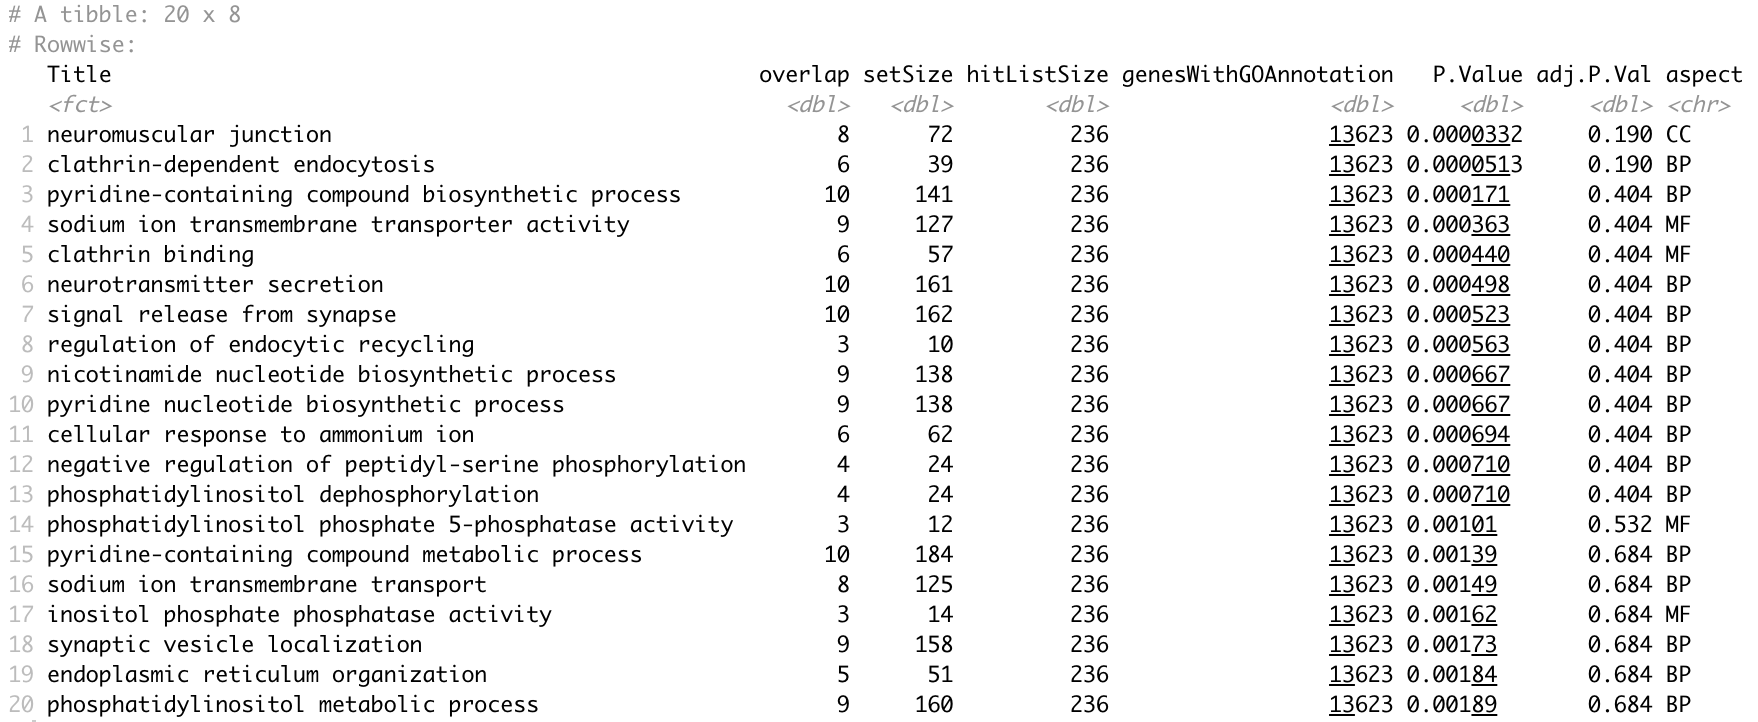 # A tibble: 20 x 8
# Rowwise:
   Title                                               overlap setSize hitListSize genesWithGOAnnotation   P.Value adj.P.Val aspect
   <fct>                                                 <dbl>   <dbl>       <dbl>                 <dbl>     <dbl>     <dbl> <chr>
 1 neuromuscular junction                                    8      72         236                 13623 0.0000332     0.190 CC
 2 clathrin-dependent endocytosis                            6      39         236                 13623 0.0000513     0.190 BP
 3 pyridine-containing compound biosynthetic process        10     141         236                 13623 0.000171      0.404 BP
 4 sodium ion transmembrane transporter activity             9     127         236                 13623 0.000363      0.404 MF
 5 clathrin binding                                          6      57         236                 13623 0.000440      0.404 MF
 6 neurotransmitter secretion                               10     161         236                 13623 0.000498      0.404 BP
 7 signal release from synapse                              10     162         236                 13623 0.000523      0.404 BP
 8 regulation of endocytic recycling                         3      10         236                 13623 0.000563      0.404 BP
 9 nicotinamide nucleotide biosynthetic process              9     138         236                 13623 0.000667      0.404 BP
10 pyridine nucleotide biosynthetic process                  9     138         236                 13623 0.000667      0.404 BP
11 cellular response to ammonium ion                         6      62         236                 13623 0.000694      0.404 BP
12 negative regulation of peptidyl-serine phosphorylation    4      24         236                 13623 0.000710      0.404 BP
13 phosphatidylinositol dephosphorylation                    4      24         236                 13623 0.000710      0.404 BP
14 phosphatidylinositol phosphate 5-phosphatase activity     3      12         236                 13623 0.00101       0.532 MF
15 pyridine-containing compound metabolic process           10     184         236                 13623 0.00139       0.684 BP
16 sodium ion transmembrane transport                        8     125         236                 13623 0.00149       0.684 BP
17 inositol phosphate phosphatase activity                   3      14         236                 13623 0.00162       0.684 MF
18 synaptic vesicle localization                             9     158         236                 13623 0.00173       0.684 BP
19 endoplasmic reticulum organization                        5      51         236                 13623 0.00184       0.684 BP
20 phosphatidylinositol metabolic process                    9     160         236                 13623 0.00189       0.684 BP